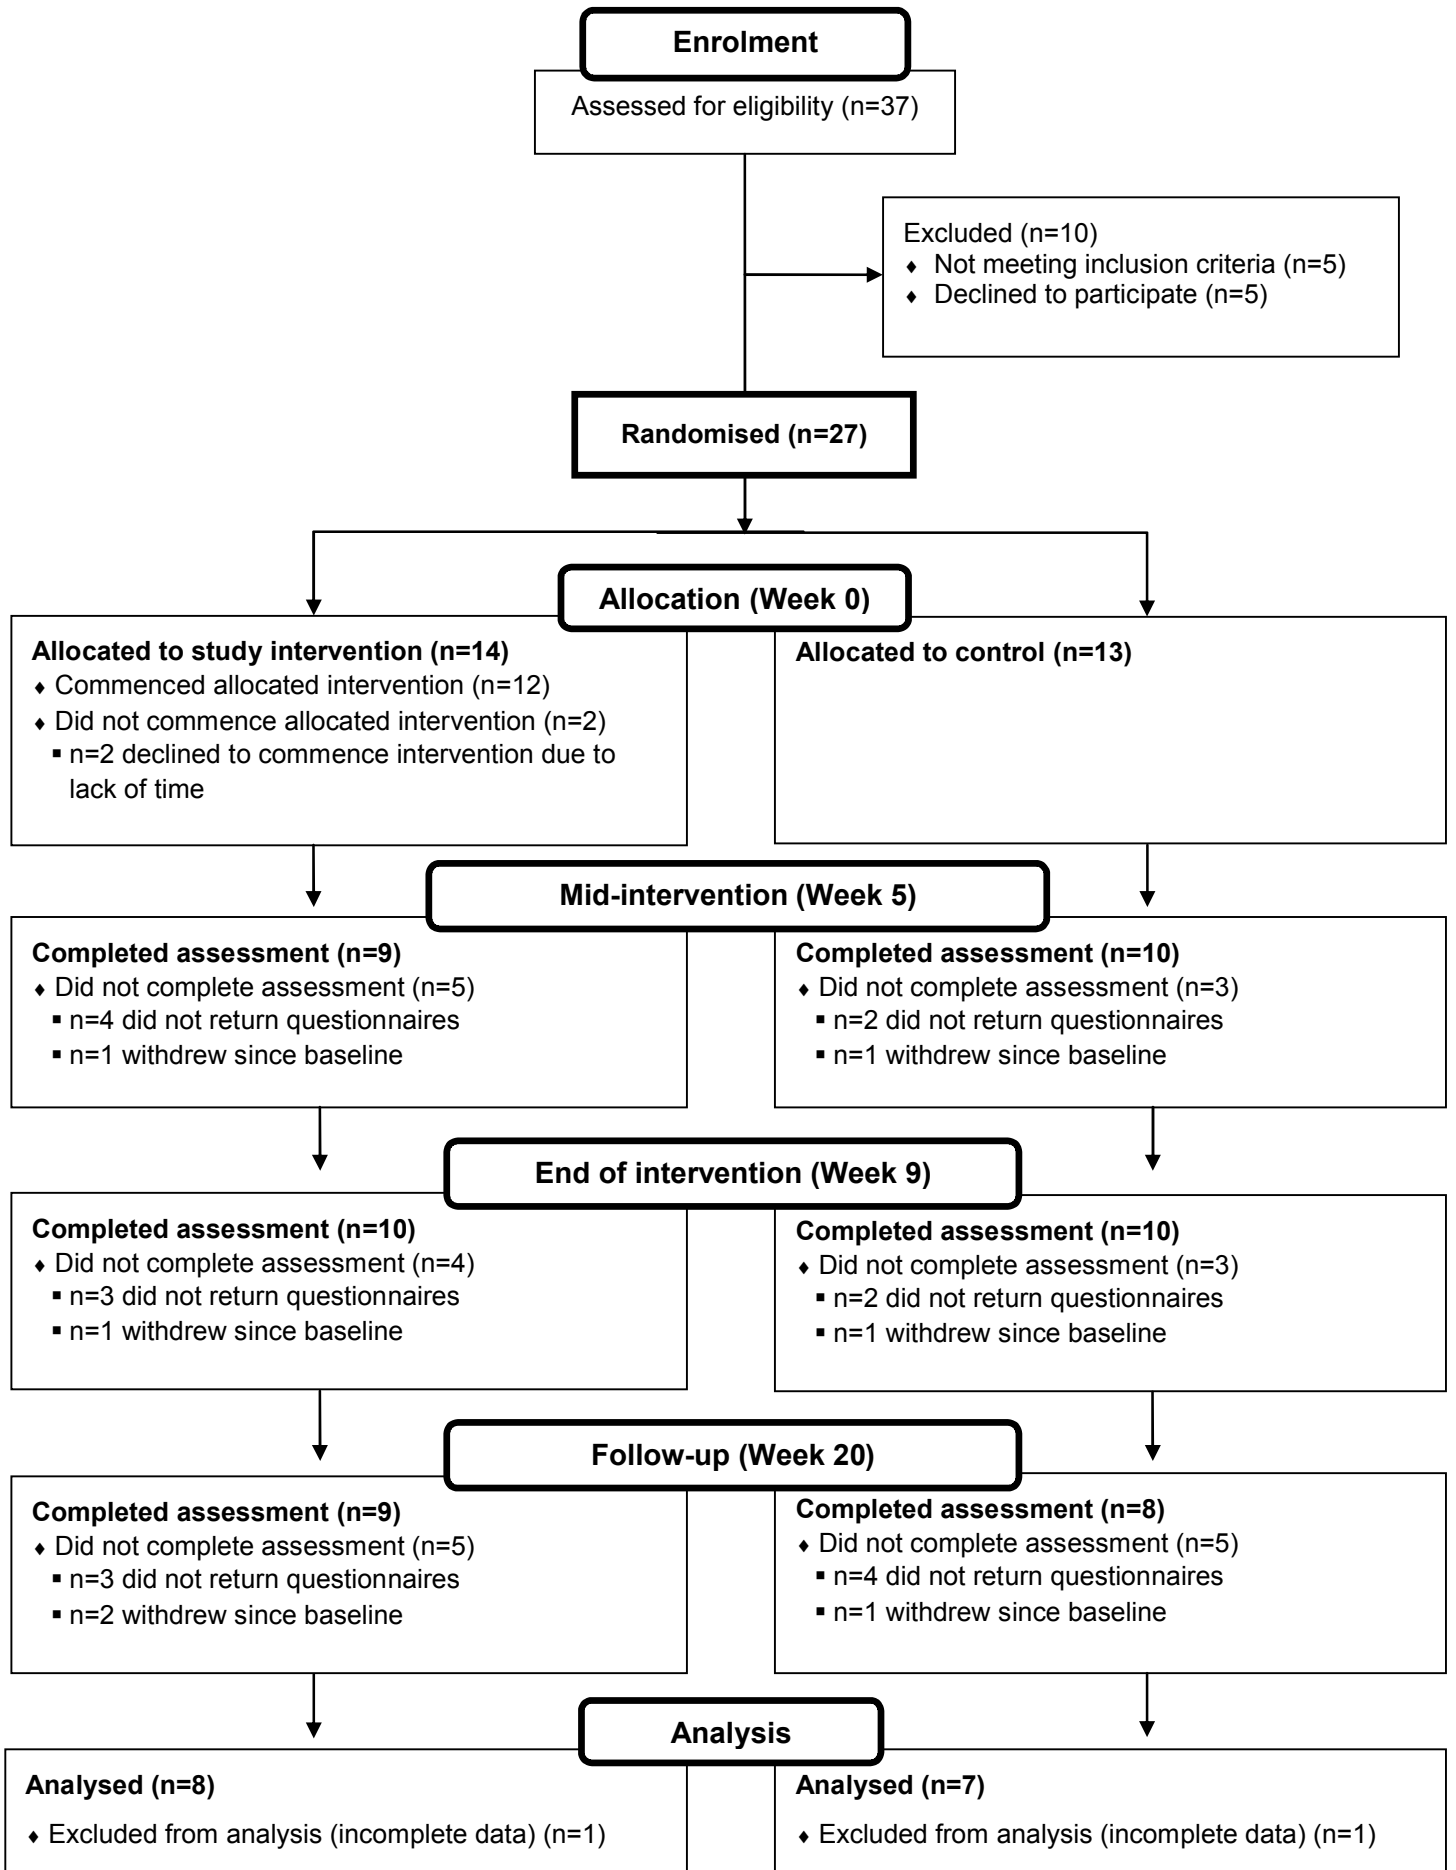 Enrolment
Assessed for eligibility (n=37)
Excluded (n=10)
♦ Not meeting inclusion criteria (n=5)
♦ Declined to participate (n=5)
Randomised (n=27)
Allocation (Week 0)
Allocated to study intervention (n=14)
♦ Commenced allocated intervention (n=12)
♦ Did not commence allocated intervention (n=2)
▪ n=2 declined to commence intervention due to
lack of time
Allocated to control (n=13)
Mid-intervention (Week 5)
Completed assessment (n=9)
♦ Did not complete assessment (n=5)
▪ n=4 did not return questionnaires
▪ n=1 withdrew since baseline
Completed assessment (n=10)
♦ Did not complete assessment (n=3)
▪ n=2 did not return questionnaires
▪ n=1 withdrew since baseline
End of intervention (Week 9)
Completed assessment (n=10)
♦ Did not complete assessment (n=4)
▪ n=3 did not return questionnaires
▪ n=1 withdrew since baseline
Completed assessment (n=10)
♦ Did not complete assessment (n=3)
▪ n=2 did not return questionnaires
▪ n=1 withdrew since baseline
Follow-up (Week 20)
Completed assessment (n=9)
♦ Did not complete assessment (n=5)
▪ n=3 did not return questionnaires
▪ n=2 withdrew since baseline
Completed assessment (n=8)
♦ Did not complete assessment (n=5)
▪ n=4 did not return questionnaires
▪ n=1 withdrew since baseline
Analysis
Analysed (n=8)
♦ Excluded from analysis (incomplete data) (n=1)
Analysed (n=7)
♦ Excluded from analysis (incomplete data) (n=1)